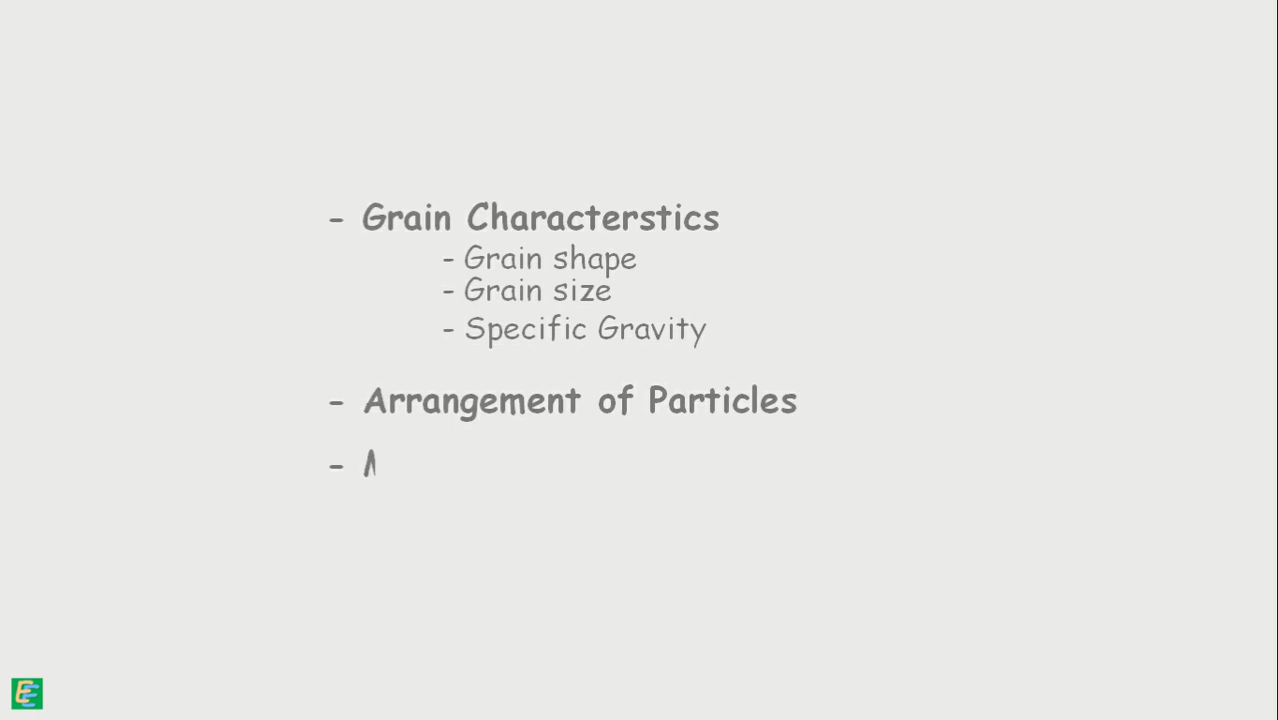 - Grain Characterstics
- Grain shape
- Grain size
- Specific Gravity
- Arrangement of Particles
-